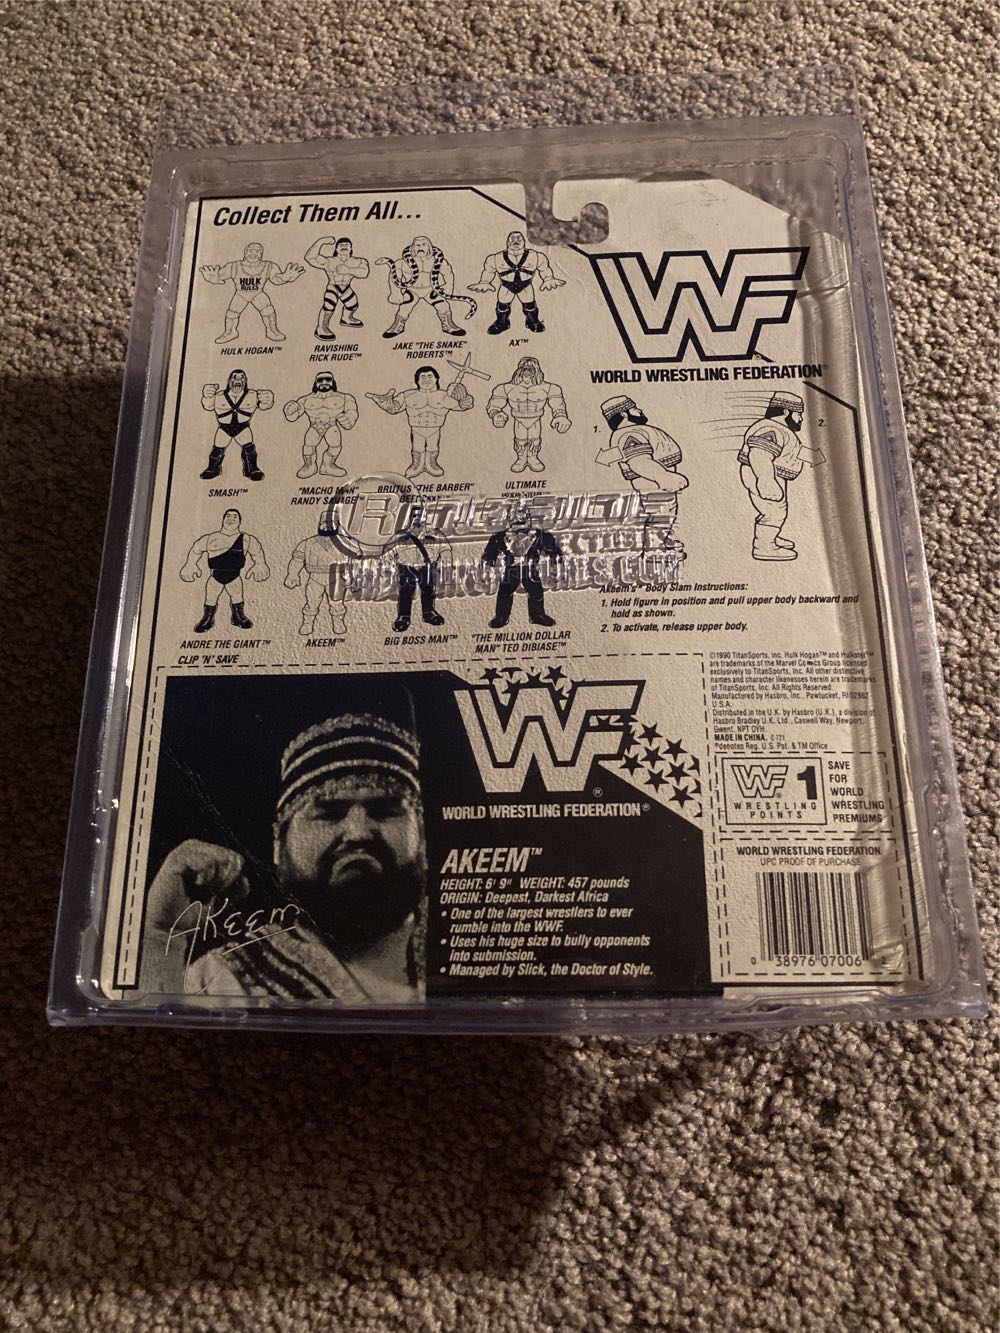 Collect Them All...
HULK
RULES
HULK HOGAN™
RAVISHING
RICK RUDE™
JAKE "THE SNAKE"
ROBERTS™
AX™
SMASH™
"MACHO MAN"
RANDY SAVAGE™
BRUTUS "THE BARBER"
ULTIMATE
ANDRE THE GIANT™
AKEEM™
BIG BOSS MAN™
"THE MILLION DOLLAR
MAN" TED DIBIASE™
WF
WORLD WRESTLING FEDERATION®
1.
2.
Akeem's™ Body Slam Instructions:
1. Hold figure in position and pull upper body backward and
hold as shown.
2. To activate, release upper body.
CLIP 'N' SAVE
WF
WORLD WRESTLING FEDERATION®
AKEEM™
HEIGHT: 6' 9" WEIGHT: 457 pounds
ORIGIN: Deepest, Darkest Africa
• One of the largest wrestlers to ever
rumble into the WWF.
• Uses his huge size to bully opponents
into submission.
• Managed by Slick, the Doctor of Style.
Akeem
©1990 TitanSports, Inc. Hulk Hogan™ and Hulkster™
are trademarks of the Marvel Comics Group licensed
exclusively to TitanSports, Inc. All other distinctive
names and character likenesses herein are trademarks
of TitanSports, Inc. All Rights Reserved.
Manufactured by Hasbro, Inc., Pawtucket, RI 02862
U.S.A.
Distributed in the U.K. by Hasbro (U.K.), a division of
Hasbro Bradley U.K. Ltd., Caswell Way, Newport,
Gwent. NPT OYH.
MADE IN CHINA. C-121
®denotes Reg. U.S. Pat. & TM Office
WF 1
WRESTLING
POINTS
SAVE
FOR
WORLD
WRESTLING
PREMIUMS
WORLD WRESTLING FEDERATION
UPC PROOF OF PURCHASE
0 38976 07006 2